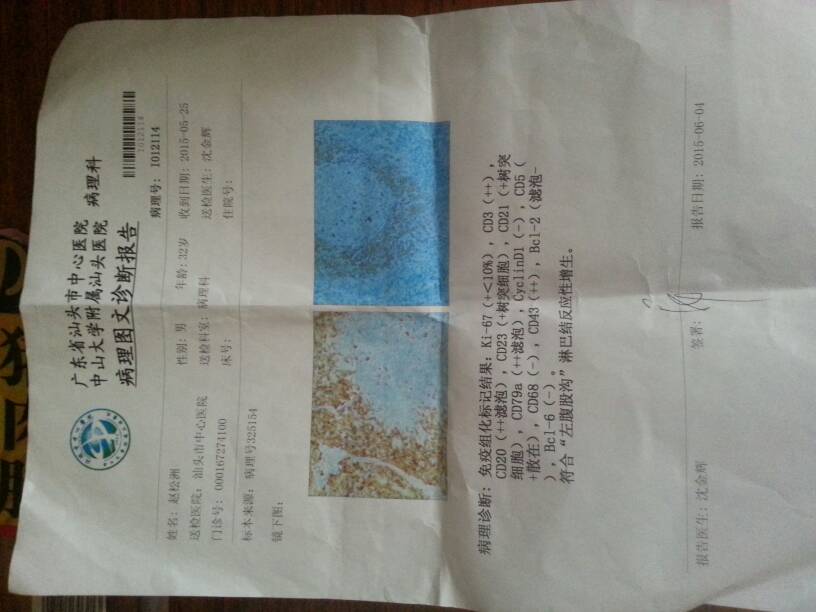 广东省汕头市中心医院
中山大学附属汕头医院 病理科
病理图文诊断报告
1012114
病理号: 1012114
姓名: 赵松洲 性别: 男 年龄: 32岁 收到日期: 2015-05-25
送检医院: 汕头市中心医院 送检科室: 病理科 送检医生: 沈金辉
门诊号: 000167274100 床号: 住院号:
标本来源: 病理号325154
镜下图:
病理诊断: 免疫组化标记结果: Ki-67 (+<10%), CD3 (++),
CD20 (++滤泡), CD23 (+树突细胞), CD21 (+树突
细胞), CD79a (++滤泡), CyclinD1 (-), CD5 (
+散在), CD68 (-), CD43 (++), Bcl-2 (滤泡-
), Bcl-6 (-)。
符合“左腹股沟”淋巴结反应性增生。
报告医生: 沈金辉 签署: 报告日期: 2015-06-04